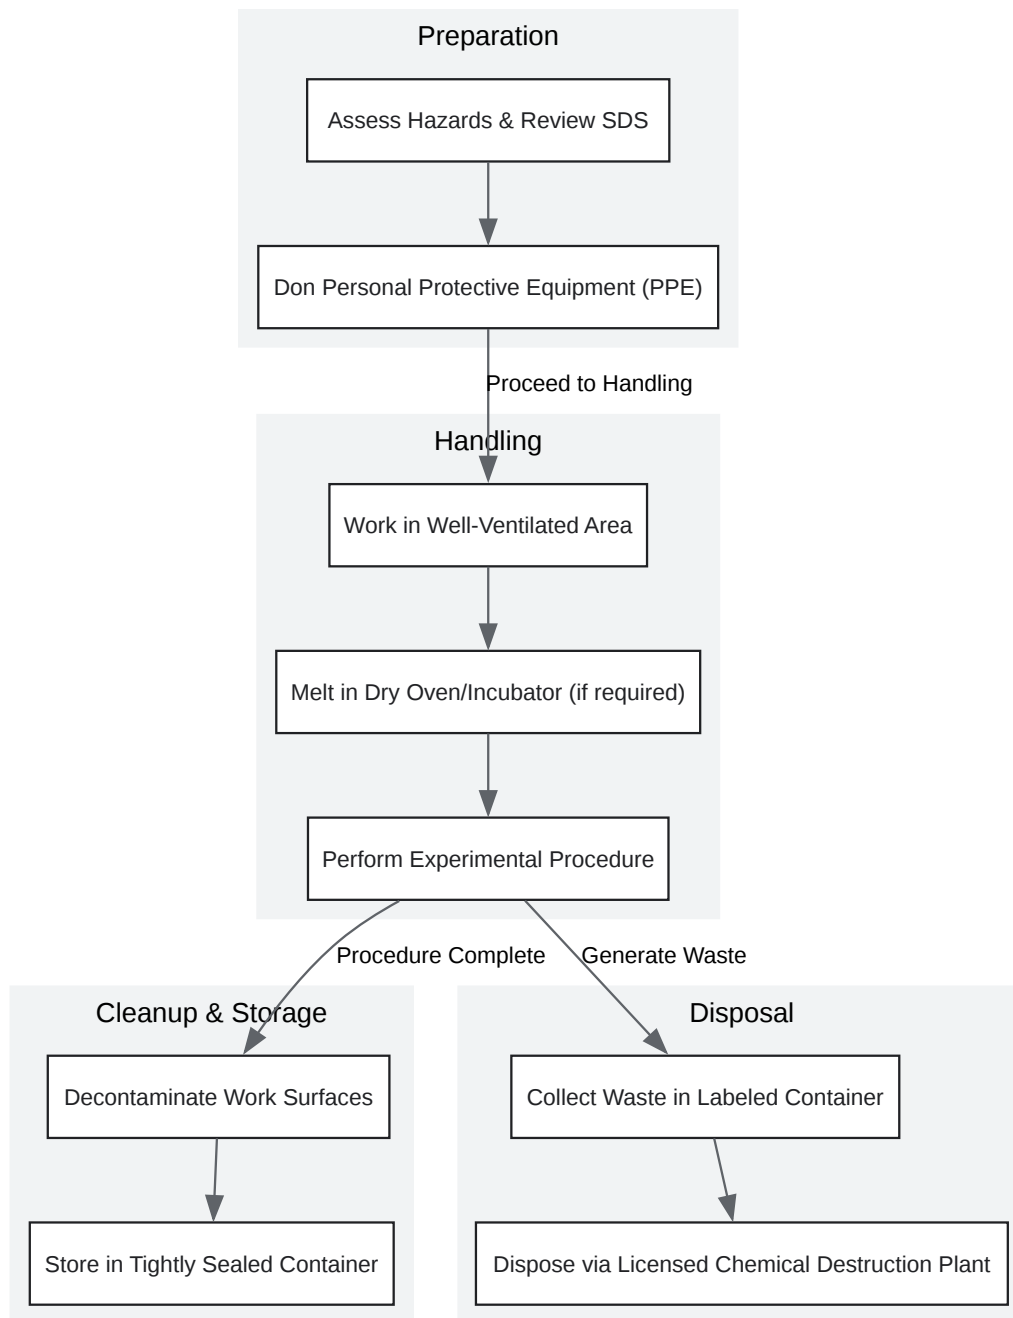 Preparation
Assess Hazards & Review SDS
Don Personal Protective Equipment (PPE)
Proceed to Handling
Handling
Work in Well-Ventilated Area
Melt in Dry Oven/Incubator (if required)
Perform Experimental Procedure
Procedure Complete
Generate Waste
Cleanup & Storage
Decontaminate Work Surfaces
Store in Tightly Sealed Container
Disposal
Collect Waste in Labeled Container
Dispose via Licensed Chemical Destruction Plant